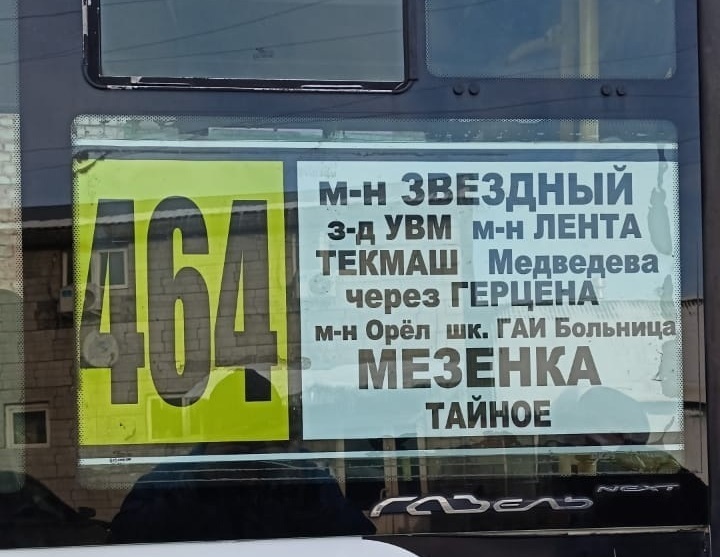 464
м-н ЗВЕЗДНЫЙ
з-д УВМ м-н ЛЕНТА
ТЕКМАШ Медведева
через ГЕРЦЕНА
м-н Орёл шк. ГАИ Больница
МЕЗЕНКА
ТАЙНОЕ
ГАЗЕЛЬ NEXT